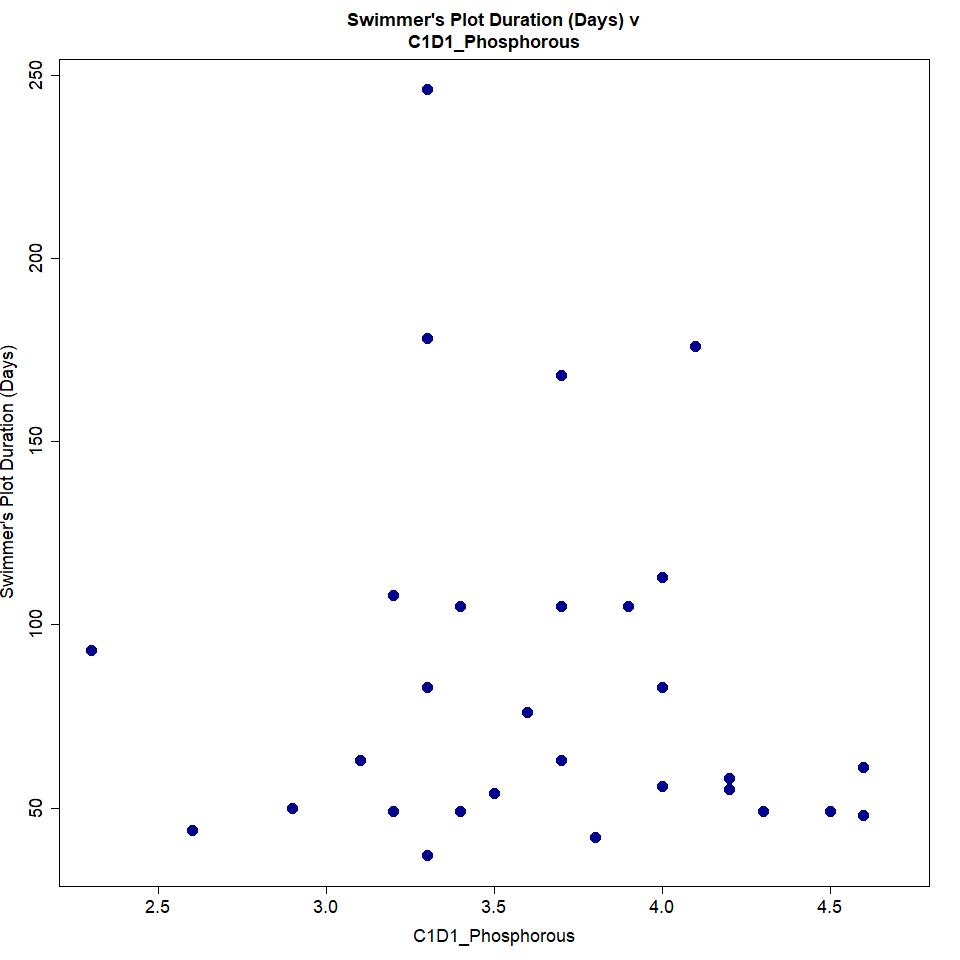 Swimmer's Plot Duration (Days) v
C1D1_Phosphorous
Swimmer's Plot Duration (Days)
250
200
150
100
50
2.5
3.0
3.5
4.0
4.5
C1D1_Phosphorous